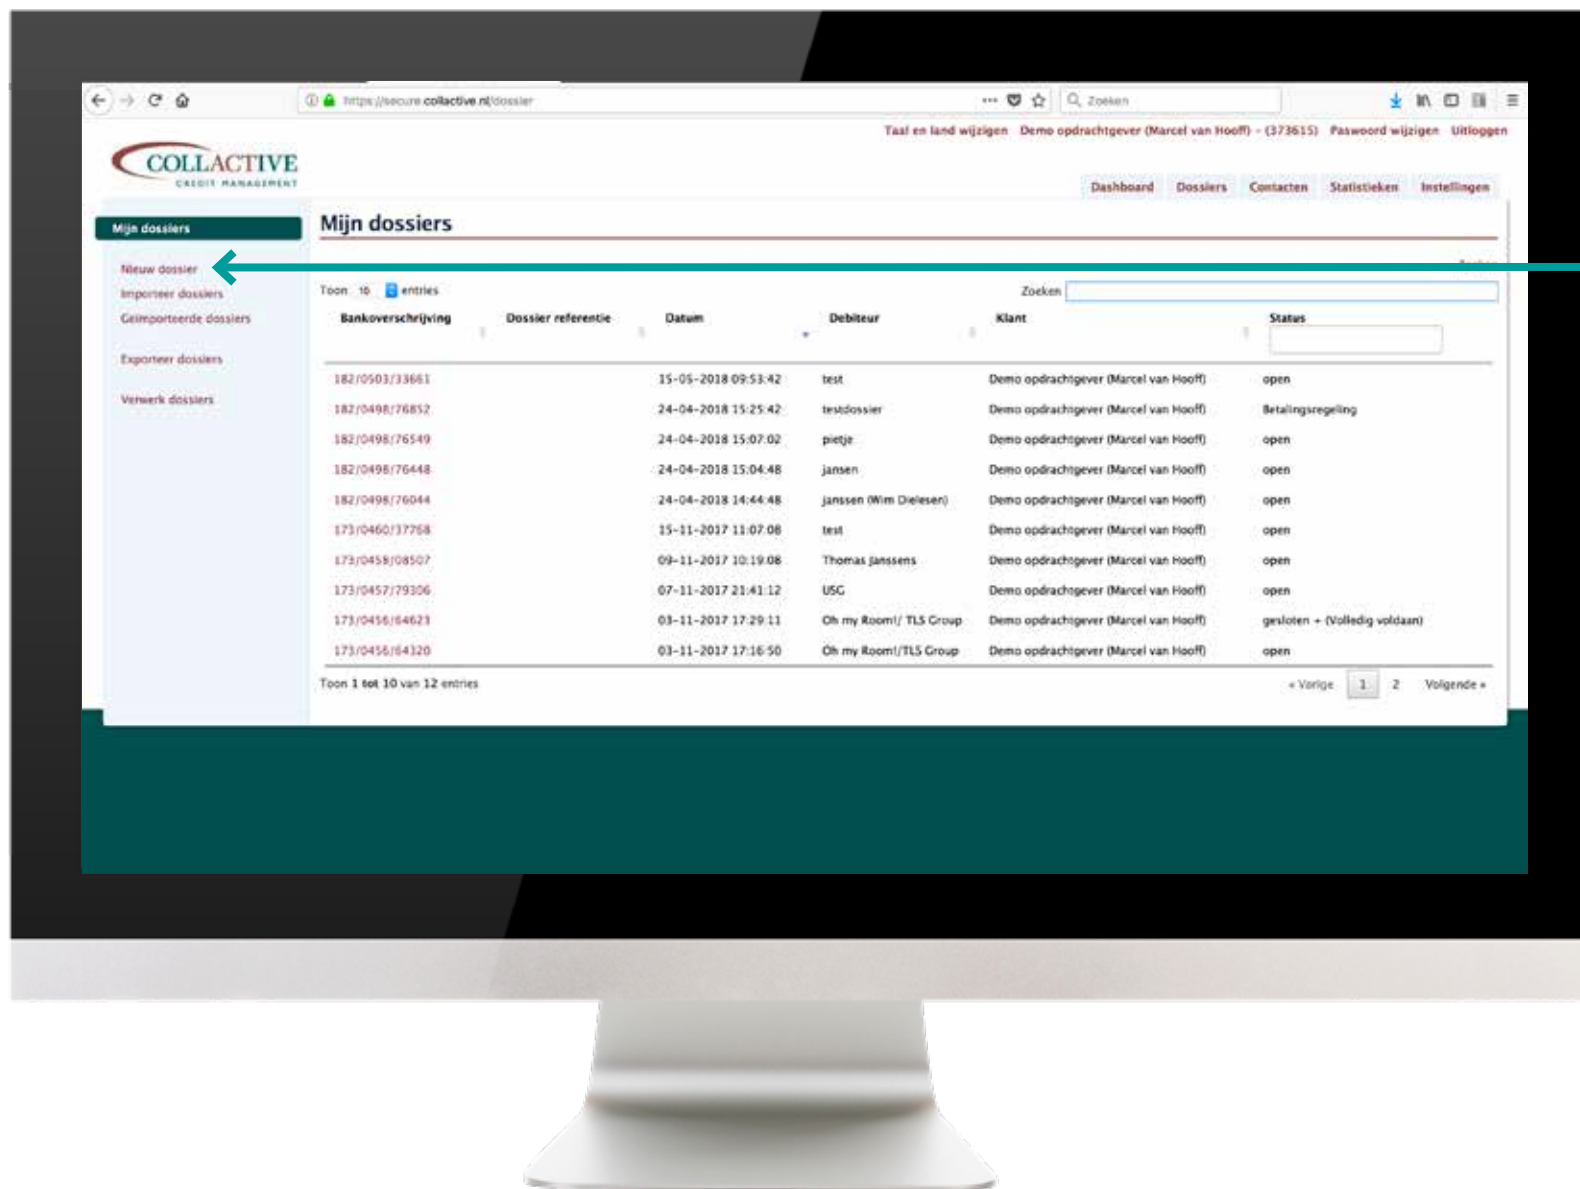 https://secure.collactive.nl/dossier
Zoeken
Taal en land wijzigen Demo opdrachtgever (Marcel van Hooff) - (373615) Paswoord wijzigen Uitloggen
COLLACTIVE
CREDIT MANAGEMENT
Dashboard Dossiers Contacten Statistieken Instellingen
Mijn dossiers
Mijn dossiers
Nieuw dossier
Importeer dossiers
Geimporteerde dossiers
Exporteer dossiers
Verwerk dossiers
Toon 10 entries
Zoeken
Bankoverschrijving Dossier referentie Datum Debiteur Klant Status
182/0503/33661 15-05-2018 09:53:42 test Demo opdrachtgever (Marcel van Hooff) open
182/0498/76852 24-04-2018 15:25:42 testdossier Demo opdrachtgever (Marcel van Hooff) Betalingsregeling
182/0498/76549 24-04-2018 15:07:02 pietje Demo opdrachtgever (Marcel van Hooff) open
182/0498/76448 24-04-2018 15:04:48 jansen Demo opdrachtgever (Marcel van Hooff) open
182/0498/76044 24-04-2018 14:44:48 janssen (Wim Dielesen) Demo opdrachtgever (Marcel van Hooff) open
173/0460/37768 15-11-2017 11:07:08 test Demo opdrachtgever (Marcel van Hooff) open
173/0458/08507 09-11-2017 10:19:08 Thomas Janssens Demo opdrachtgever (Marcel van Hooff) open
173/0457/79306 07-11-2017 21:41:12 USG Demo opdrachtgever (Marcel van Hooff) open
173/0456/64623 03-11-2017 17:29:11 Oh my Room!/ TLS Group Demo opdrachtgever (Marcel van Hooff) gesloten + (Volledig voldaan)
173/0456/64320 03-11-2017 17:16:50 Oh my Room!/TLS Group Demo opdrachtgever (Marcel van Hooff) open
Toon 1 tot 10 van 12 entries
« Vorige 1 2 Volgende »